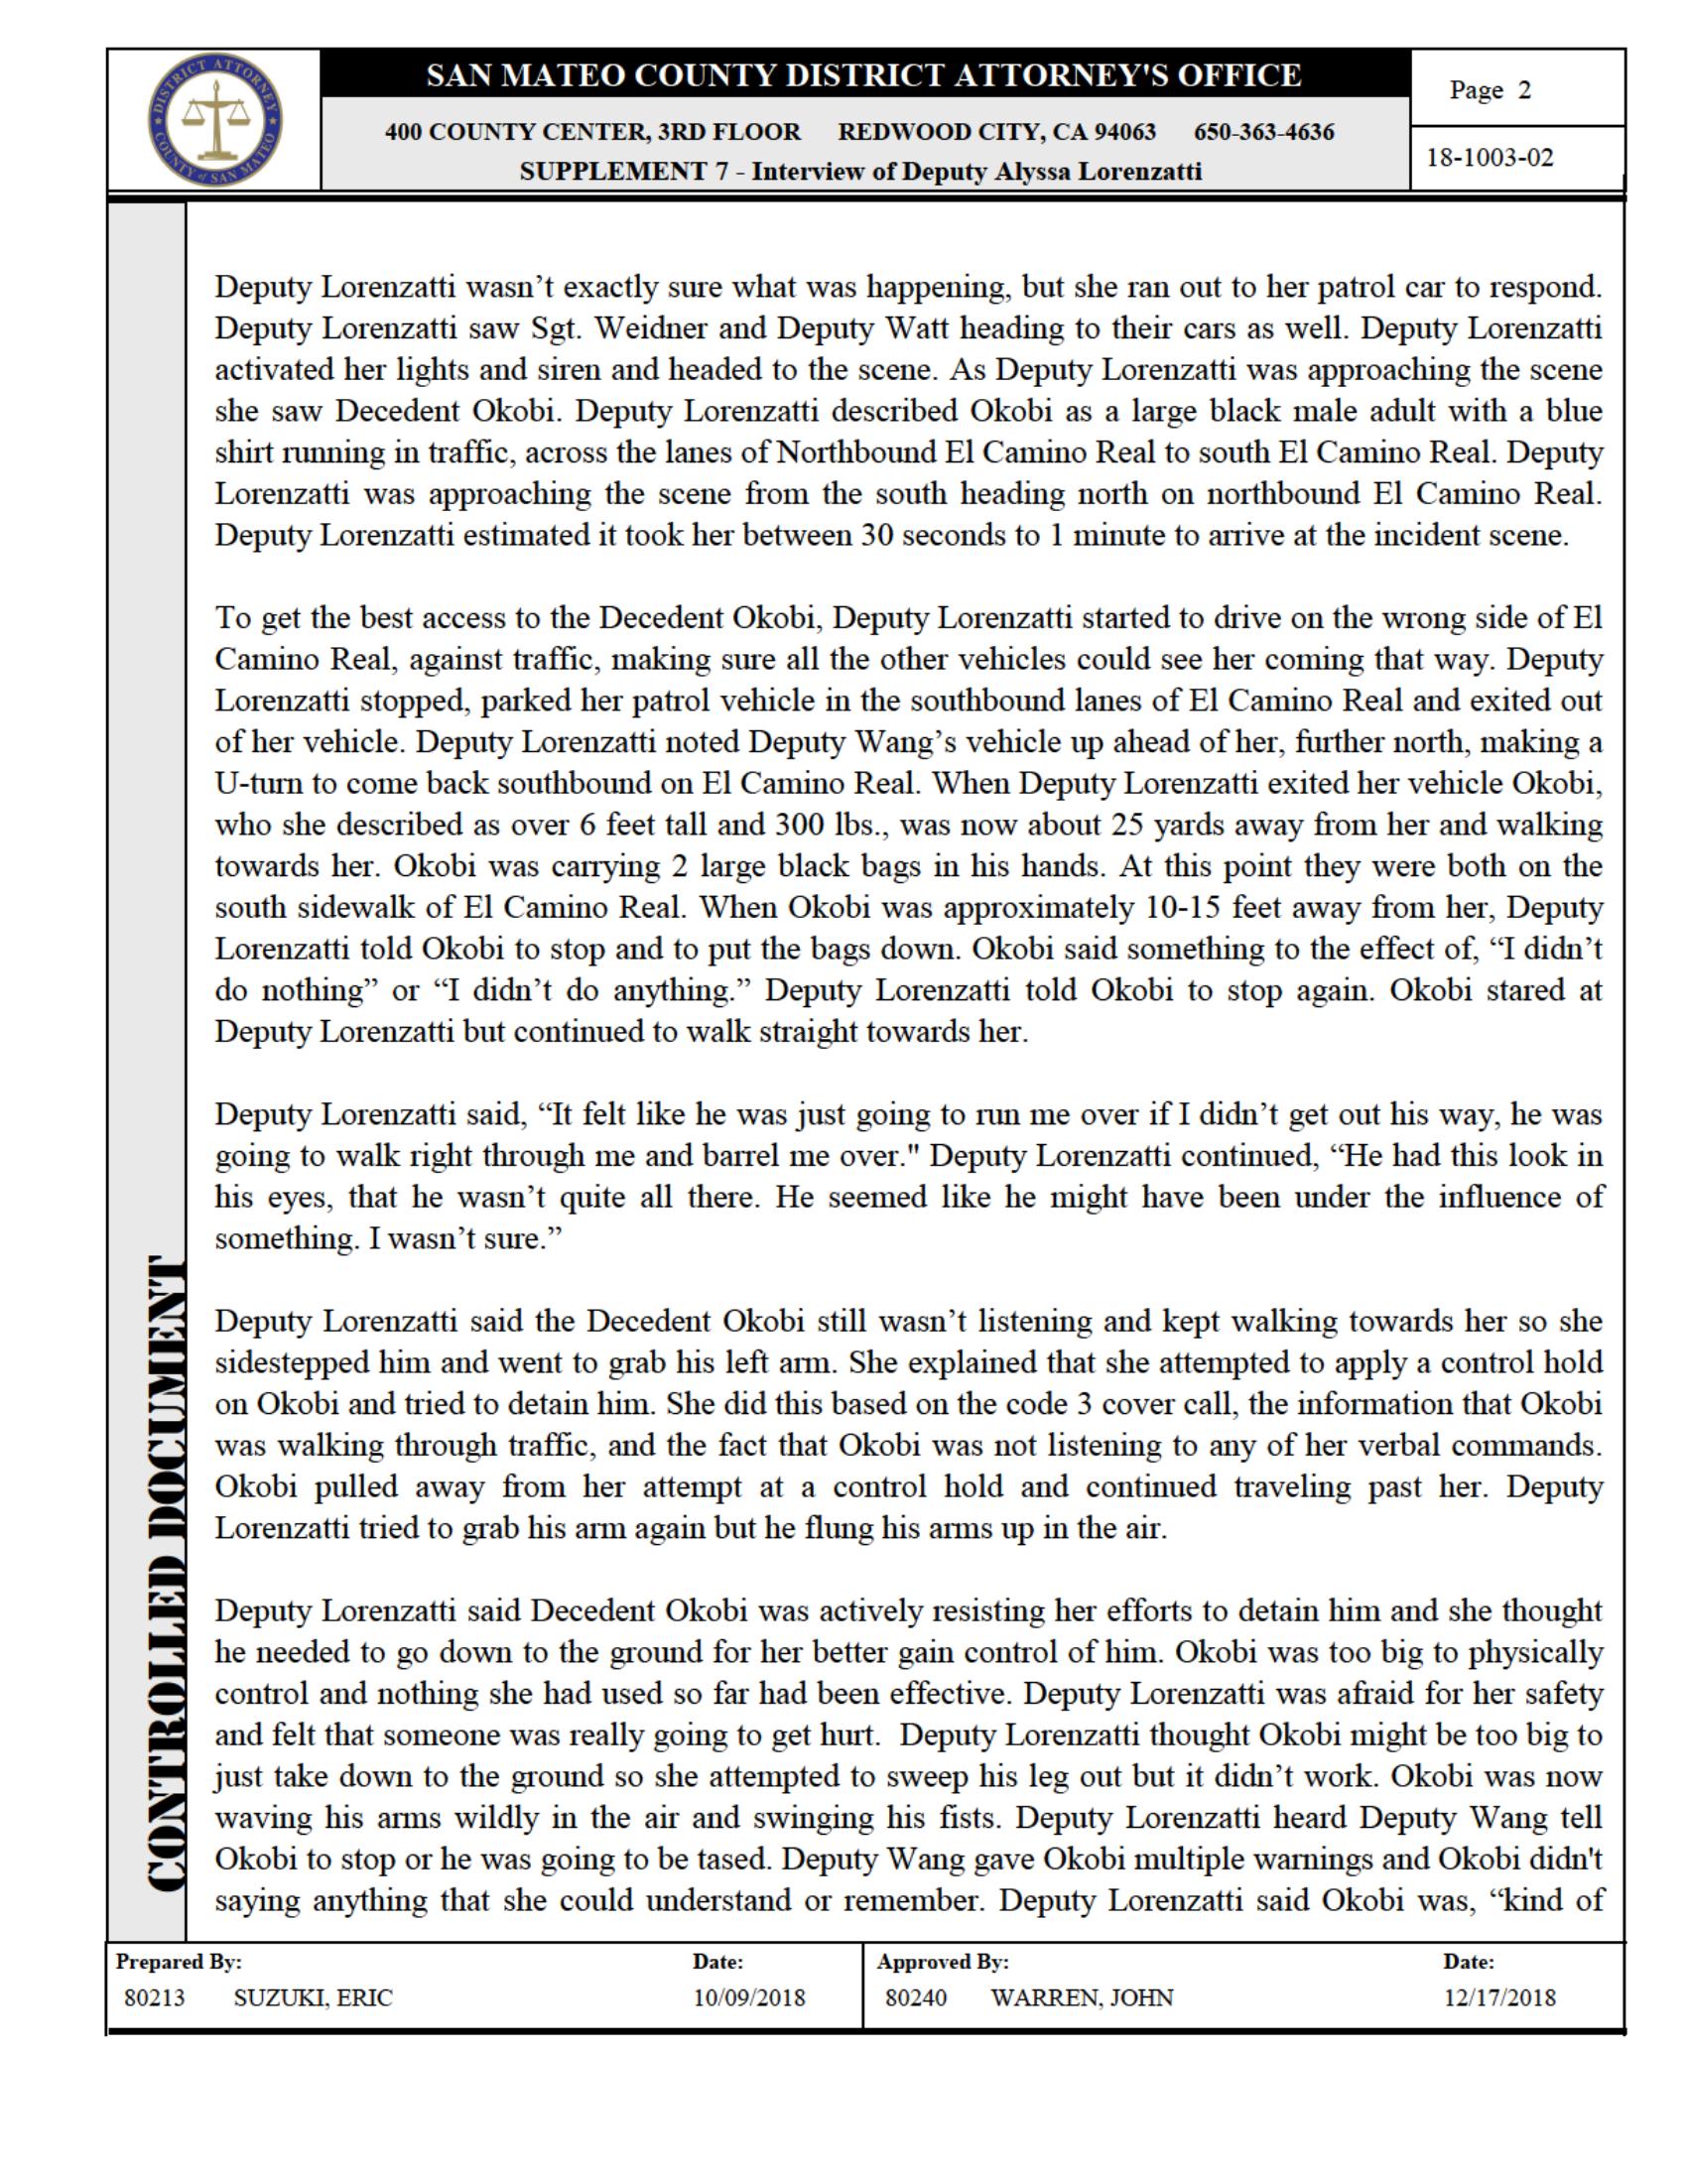 DISTRICT ATTORNEY
COUNTY of SAN MATEO
SAN MATEO COUNTY DISTRICT ATTORNEY'S OFFICE
400 COUNTY CENTER, 3RD FLOOR REDWOOD CITY, CA 94063 650-363-4636
SUPPLEMENT 7 - Interview of Deputy Alyssa Lorenzatti
Page 2
18-1003-02
Deputy Lorenzatti wasn’t exactly sure what was happening, but she ran out to her patrol car to respond.
Deputy Lorenzatti saw Sgt. Weidner and Deputy Watt heading to their cars as well. Deputy Lorenzatti
activated her lights and siren and headed to the scene. As Deputy Lorenzatti was approaching the scene
she saw Decedent Okobi. Deputy Lorenzatti described Okobi as a large black male adult with a blue
shirt running in traffic, across the lanes of Northbound El Camino Real to south El Camino Real. Deputy
Lorenzatti was approaching the scene from the south heading north on northbound El Camino Real.
Deputy Lorenzatti estimated it took her between 30 seconds to 1 minute to arrive at the incident scene.
To get the best access to the Decedent Okobi, Deputy Lorenzatti started to drive on the wrong side of El
Camino Real, against traffic, making sure all the other vehicles could see her coming that way. Deputy
Lorenzatti stopped, parked her patrol vehicle in the southbound lanes of El Camino Real and exited out
of her vehicle. Deputy Lorenzatti noted Deputy Wang’s vehicle up ahead of her, further north, making a
U-turn to come back southbound on El Camino Real. When Deputy Lorenzatti exited her vehicle Okobi,
who she described as over 6 feet tall and 300 lbs., was now about 25 yards away from her and walking
towards her. Okobi was carrying 2 large black bags in his hands. At this point they were both on the
south sidewalk of El Camino Real. When Okobi was approximately 10-15 feet away from her, Deputy
Lorenzatti told Okobi to stop and to put the bags down. Okobi said something to the effect of, “I didn’t
do nothing” or “I didn’t do anything.” Deputy Lorenzatti told Okobi to stop again. Okobi stared at
Deputy Lorenzatti but continued to walk straight towards her.
Deputy Lorenzatti said, “It felt like he was just going to run me over if I didn’t get out his way, he was
going to walk right through me and barrel me over." Deputy Lorenzatti continued, “He had this look in
his eyes, that he wasn’t quite all there. He seemed like he might have been under the influence of
something. I wasn’t sure.”
Deputy Lorenzatti said the Decedent Okobi still wasn’t listening and kept walking towards her so she
sidestepped him and went to grab his left arm. She explained that she attempted to apply a control hold
on Okobi and tried to detain him. She did this based on the code 3 cover call, the information that Okobi
was walking through traffic, and the fact that Okobi was not listening to any of her verbal commands.
Okobi pulled away from her attempt at a control hold and continued traveling past her. Deputy
Lorenzatti tried to grab his arm again but he flung his arms up in the air.
Deputy Lorenzatti said Decedent Okobi was actively resisting her efforts to detain him and she thought
he needed to go down to the ground for her better gain control of him. Okobi was too big to physically
control and nothing she had used so far had been effective. Deputy Lorenzatti was afraid for her safety
and felt that someone was really going to get hurt. Deputy Lorenzatti thought Okobi might be too big to
just take down to the ground so she attempted to sweep his leg out but it didn’t work. Okobi was now
waving his arms wildly in the air and swinging his fists. Deputy Lorenzatti heard Deputy Wang tell
Okobi to stop or he was going to be tased. Deputy Wang gave Okobi multiple warnings and Okobi didn't
saying anything that she could understand or remember. Deputy Lorenzatti said Okobi was, “kind of
CONTROLLED DOCUMENT
Prepared By: Date: Approved By: Date:
80213 SUZUKI, ERIC 10/09/2018 80240 WARREN, JOHN 12/17/2018